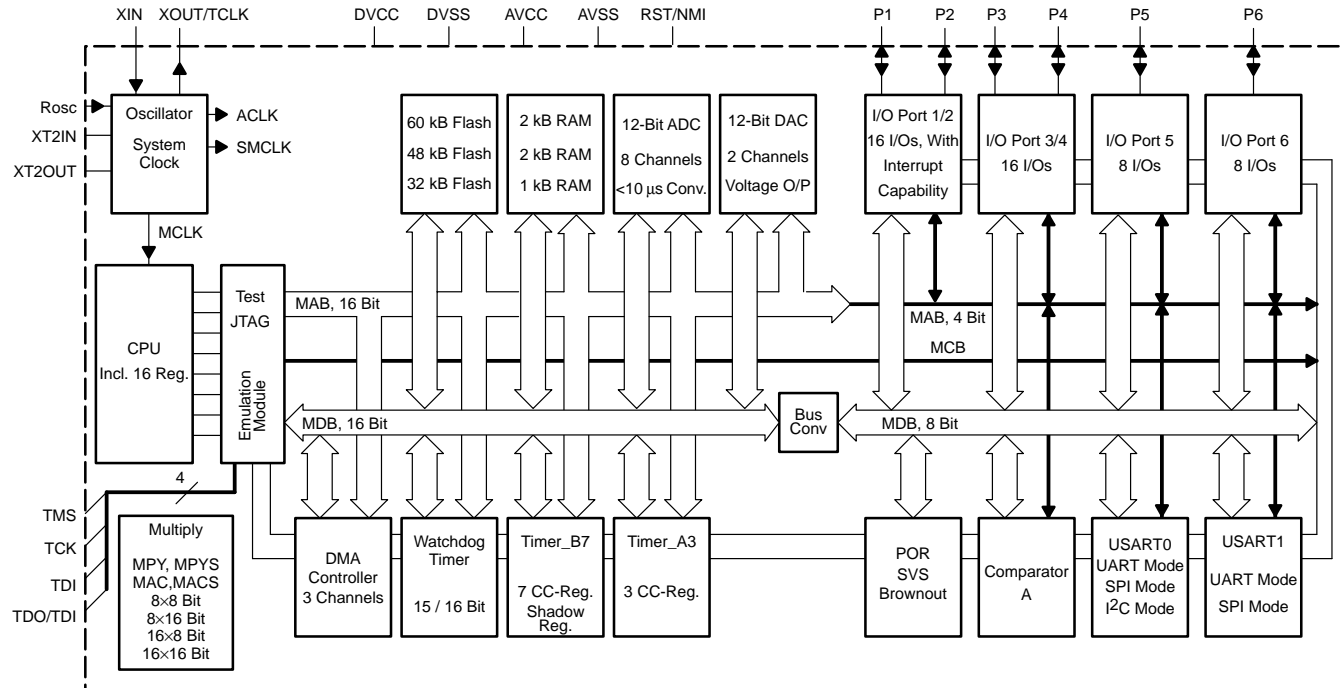 XIN
XOUT/TCLK
DVCC
DVSS
AVCC
AVSS
RST/NMI
P1
P2
P3
P4
P5
P6
Rosc
XT2IN
XT2OUT
Oscillator
System
Clock
ACLK
SMCLK
MCLK
60 kB Flash
48 kB Flash
32 kB Flash
2 kB RAM
2 kB RAM
1 kB RAM
12-Bit ADC
8 Channels
<10 μs Conv.
12-Bit DAC
2 Channels
Voltage O/P
I/O Port 1/2
16 I/Os, With
Interrupt
Capability
I/O Port 3/4
16 I/Os
I/O Port 5
8 I/Os
I/O Port 6
8 I/Os
CPU
Incl. 16 Reg.
Test
JTAG
Emulation
Module
MAB, 16 Bit
MAB, 4 Bit
MCB
MDB, 16 Bit
Bus
Conv
MDB, 8 Bit
4
TMS
TCK
TDI
TDO/TDI
Multiply
MPY, MPYS
MAC,MACS
8×8 Bit
8×16 Bit
16×8 Bit
16×16 Bit
DMA
Controller
3 Channels
Watchdog
Timer
15 / 16 Bit
Timer_B7
7 CC-Reg.
Shadow
Reg.
Timer_A3
3 CC-Reg.
POR
SVS
Brownout
Comparator
A
USART0
UART Mode
SPI Mode
I²C Mode
USART1
UART Mode
SPI Mode